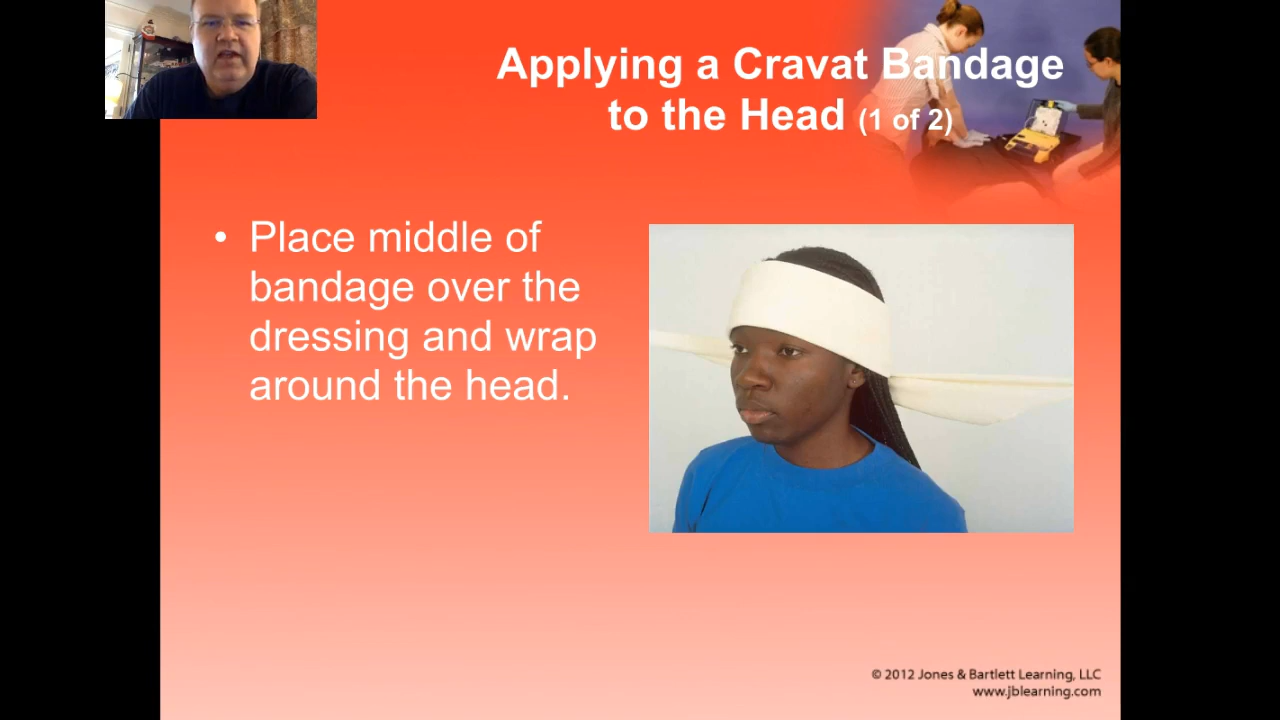 Applying a Cravat Bandage
to the Head (1 of 2)
• Place middle of
bandage over the
dressing and wrap
around the head.
© 2012 Jones & Bartlett Learning, LLC
www.jblearning.com